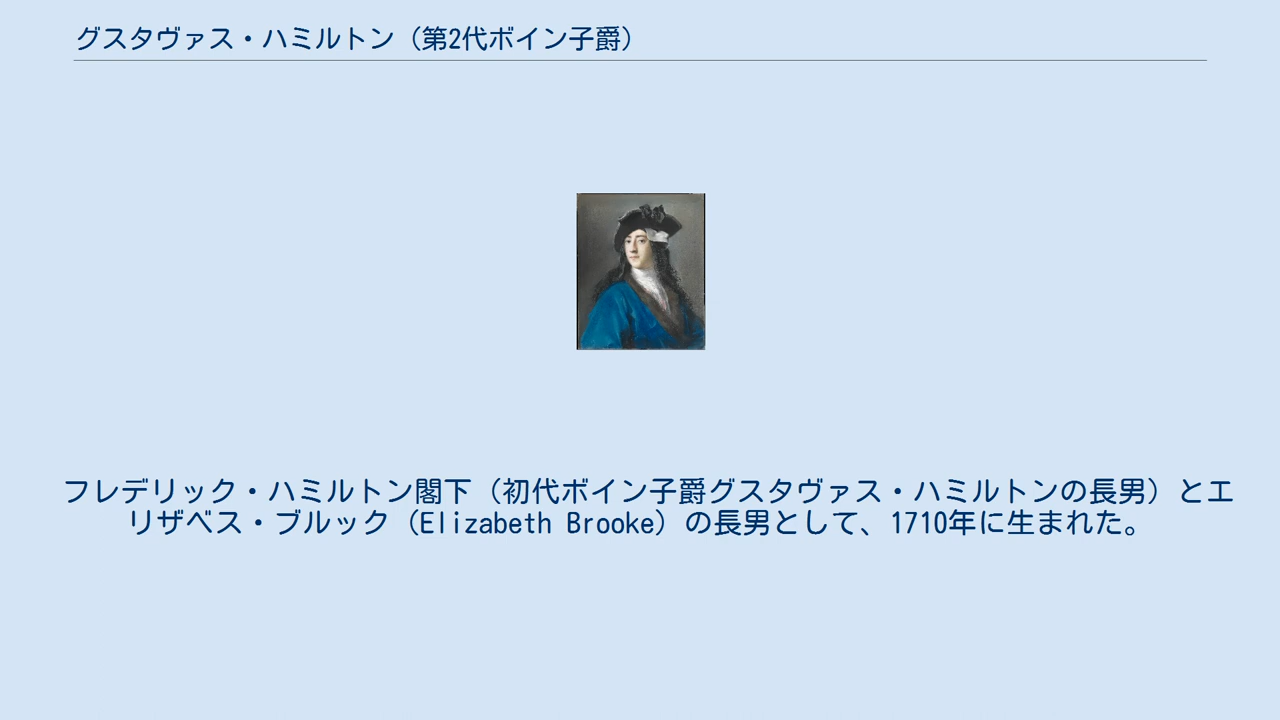 グスタヴァス・ハミルトン（第2代ボイン子爵）
フレデリック・ハミルトン閣下（初代ボイン子爵グスタヴァス・ハミルトンの長男）とエ
リザベス・ブルック（Elizabeth Brooke）の長男として、1710年に生まれた。